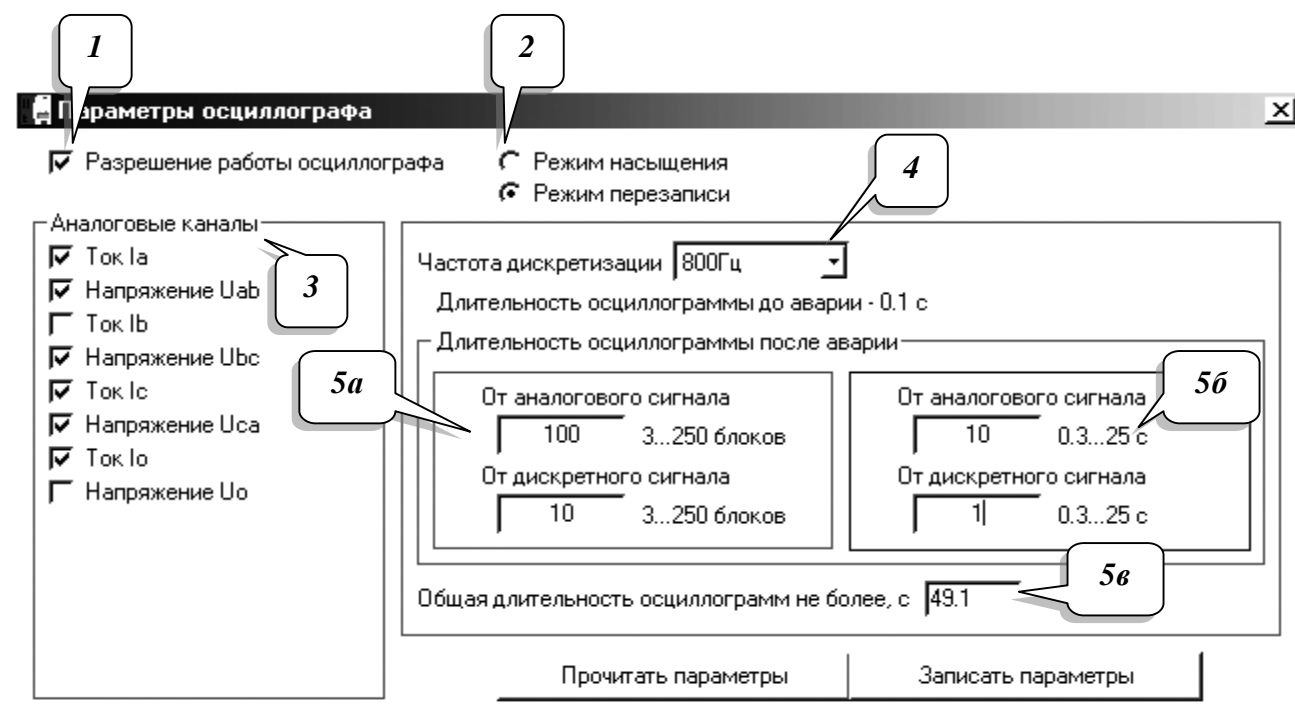 1
2
Параметры осциллографа
Разрешение работы осциллографа
Режим насыщения
Режим перезаписи
4
Аналоговые каналы
Ток Ia
Напряжение Uab
Ток Ib
Напряжение Ubc
Ток Ic
Напряжение Uca
Ток Io
Напряжение Uo
3
Частота дискретизации 800Гц
Длительность осциллограммы до аварии - 0.1 с
Длительность осциллограммы после аварии
5а
От аналогового сигнала
100 3...250 блоков
От дискретного сигнала
10 3...250 блоков
5б
От аналогового сигнала
10 0.3...25 с
От дискретного сигнала
1 0.3...25 с
5в
Общая длительность осциллограмм не более, с 49.1
Прочитать параметры
Записать параметры